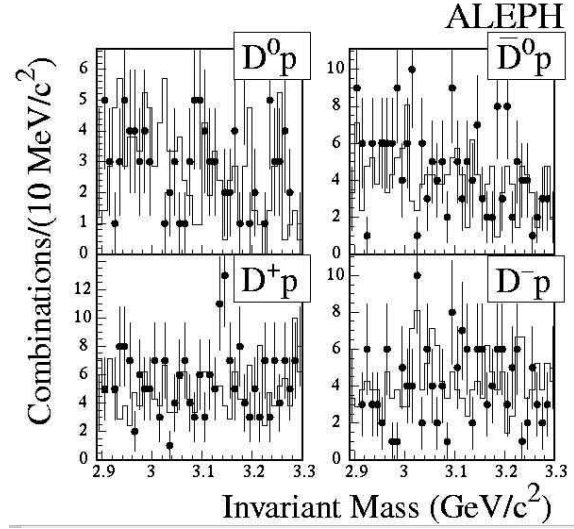 ALEPH
D⁰p
D̅⁰p
Combinations/(10 MeV/c²)
6
5
4
3
2
1
0
10
8
6
4
2
0
D⁺p
D⁻p
12
10
8
6
4
2
0
10
8
6
4
2
0
2.9 3 3.1 3.2 3.3
2.9 3 3.1 3.2 3.3
Invariant Mass (GeV/c²)